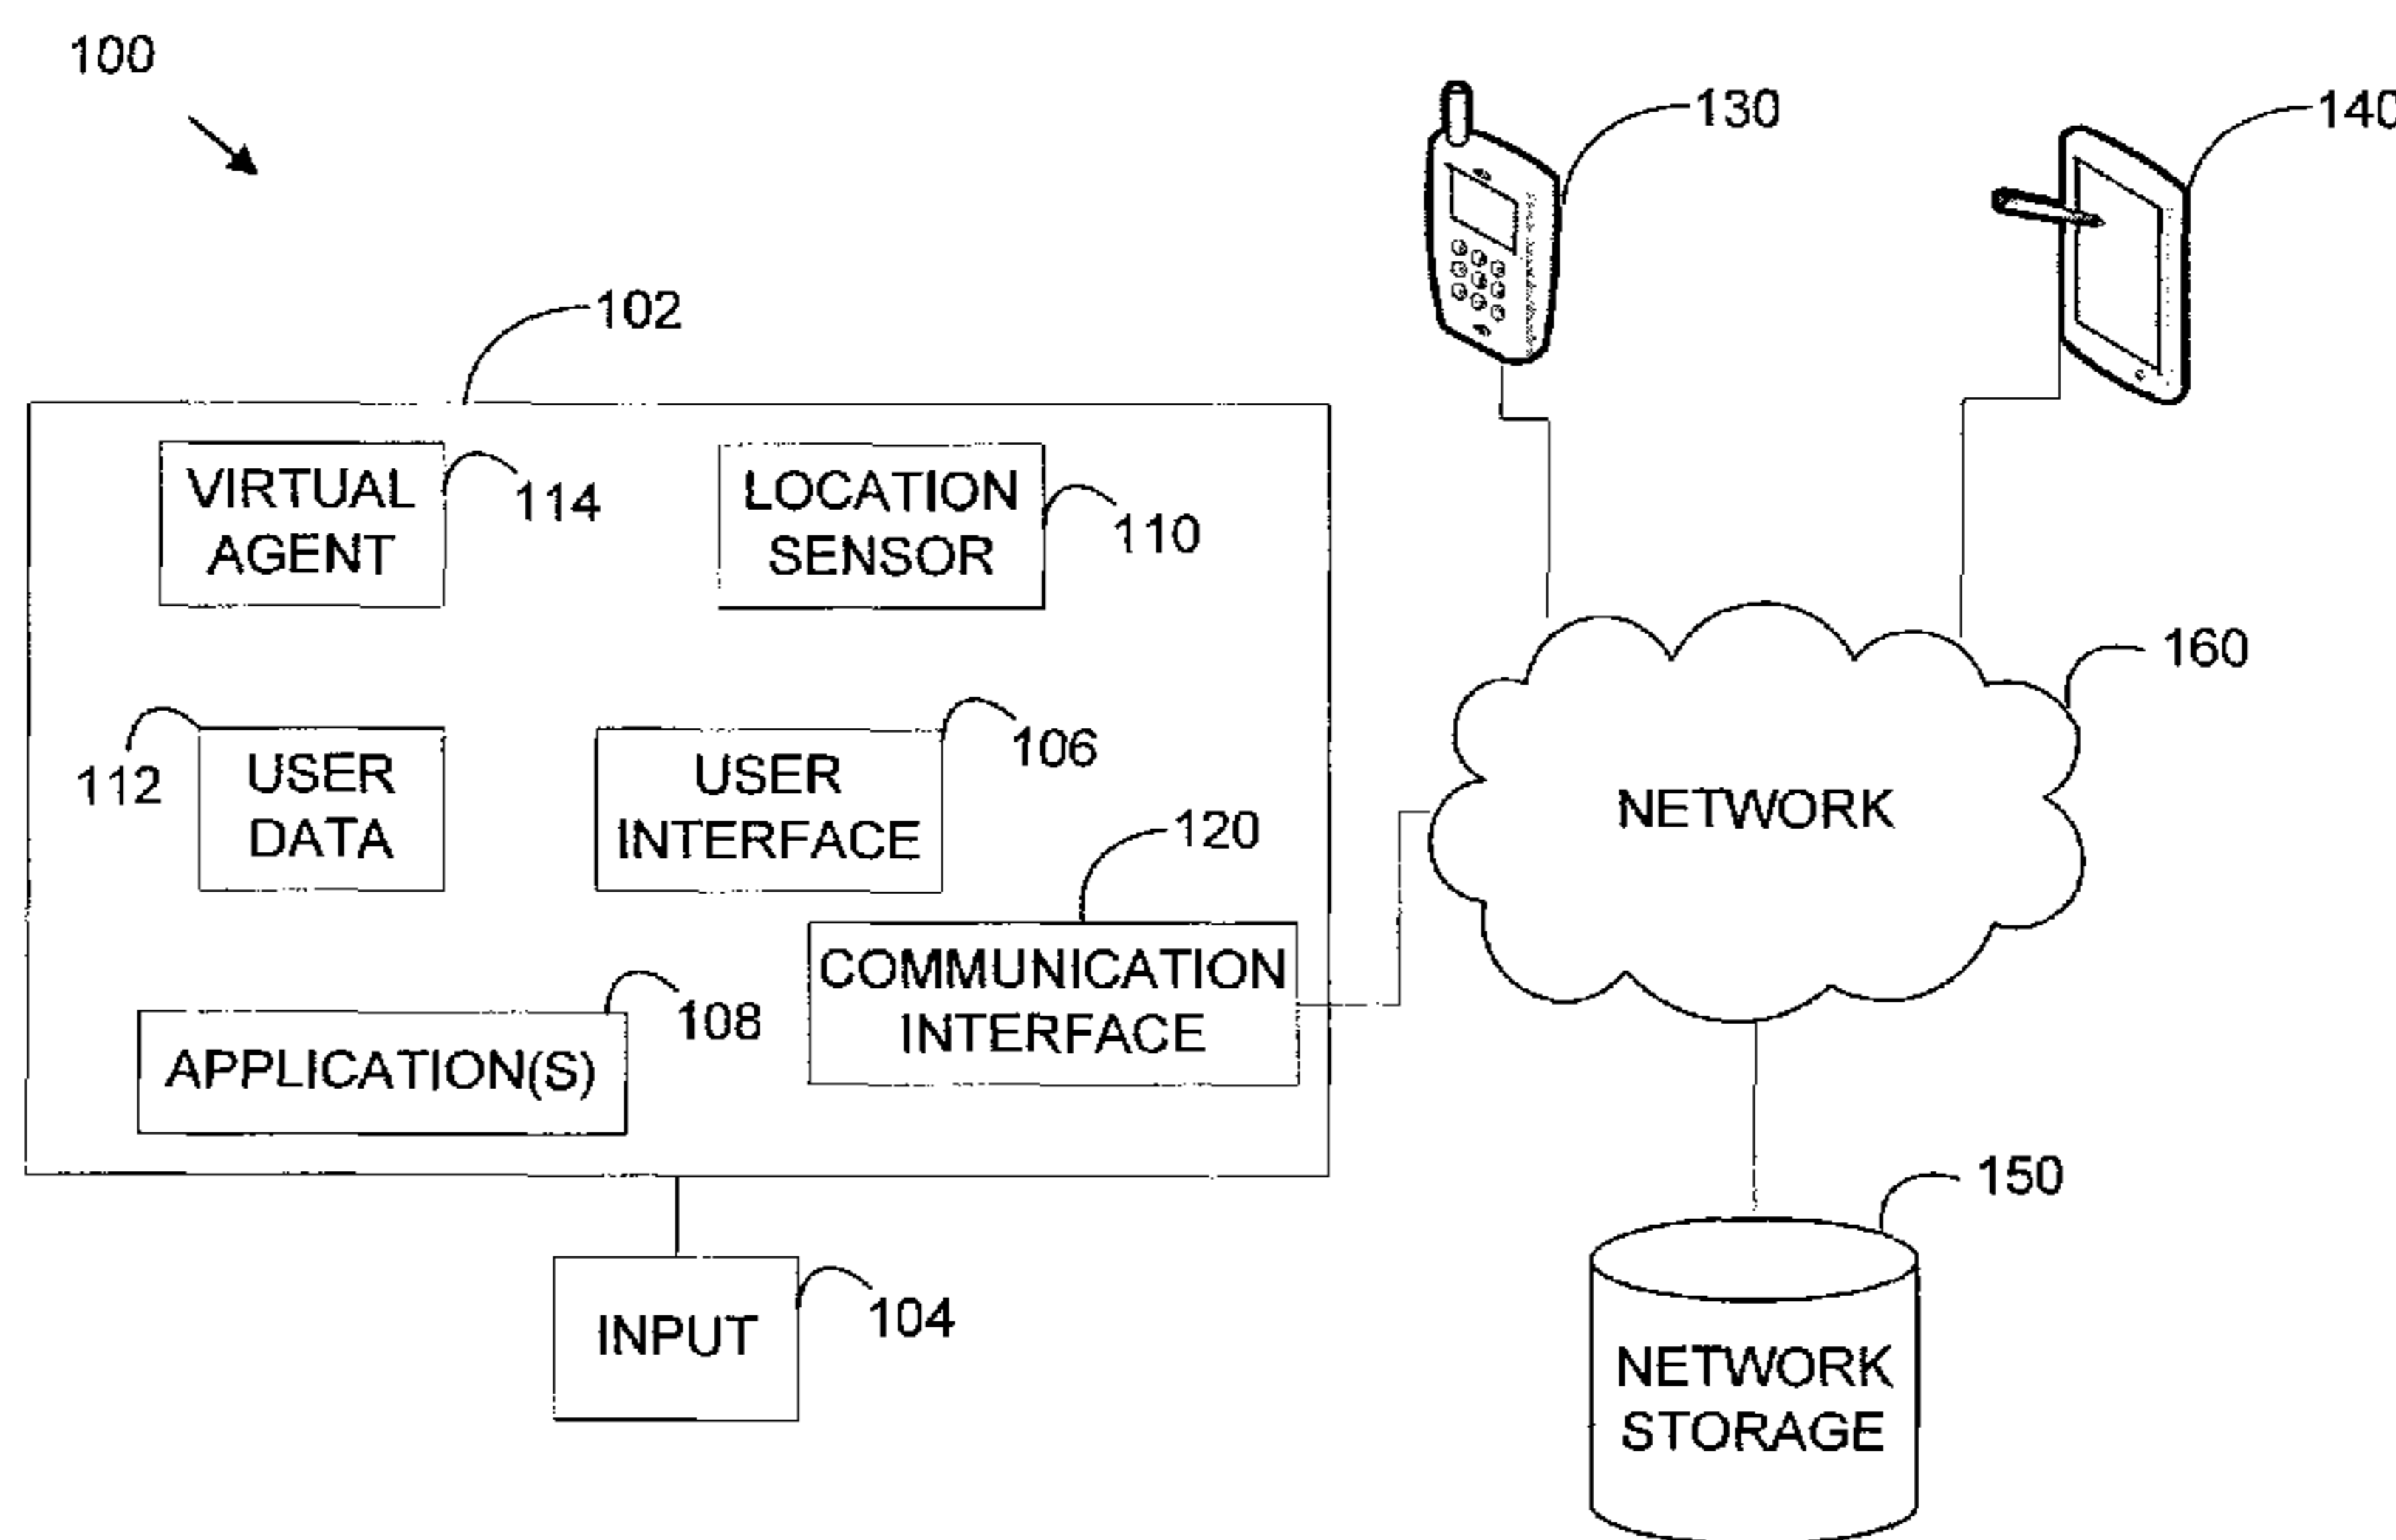 100
130
140
102
VIRTUAL
AGENT
114
LOCATION
SENSOR
110
160
112
USER
DATA
USER
INTERFACE
106
120
NETWORK
COMMUNICATION
INTERFACE
APPLICATION(S)
108
150
INPUT
104
NETWORK
STORAGE